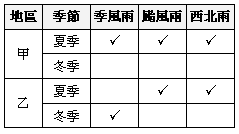 地區 季節 季風雨 颱風雨 西北雨
甲 夏季 ✓ ✓ ✓
冬季
乙 夏季 ✓ ✓
冬季 ✓